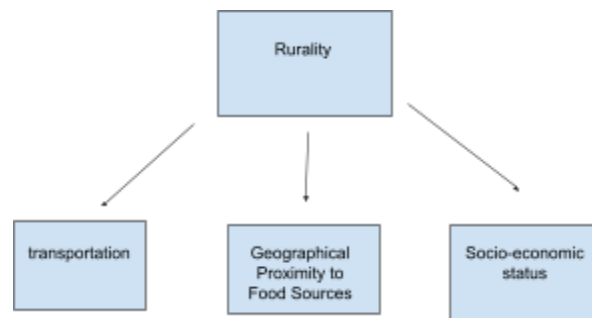 Rurality
transportation
Geographical
Proximity to
Food Sources
Socio-economic
status